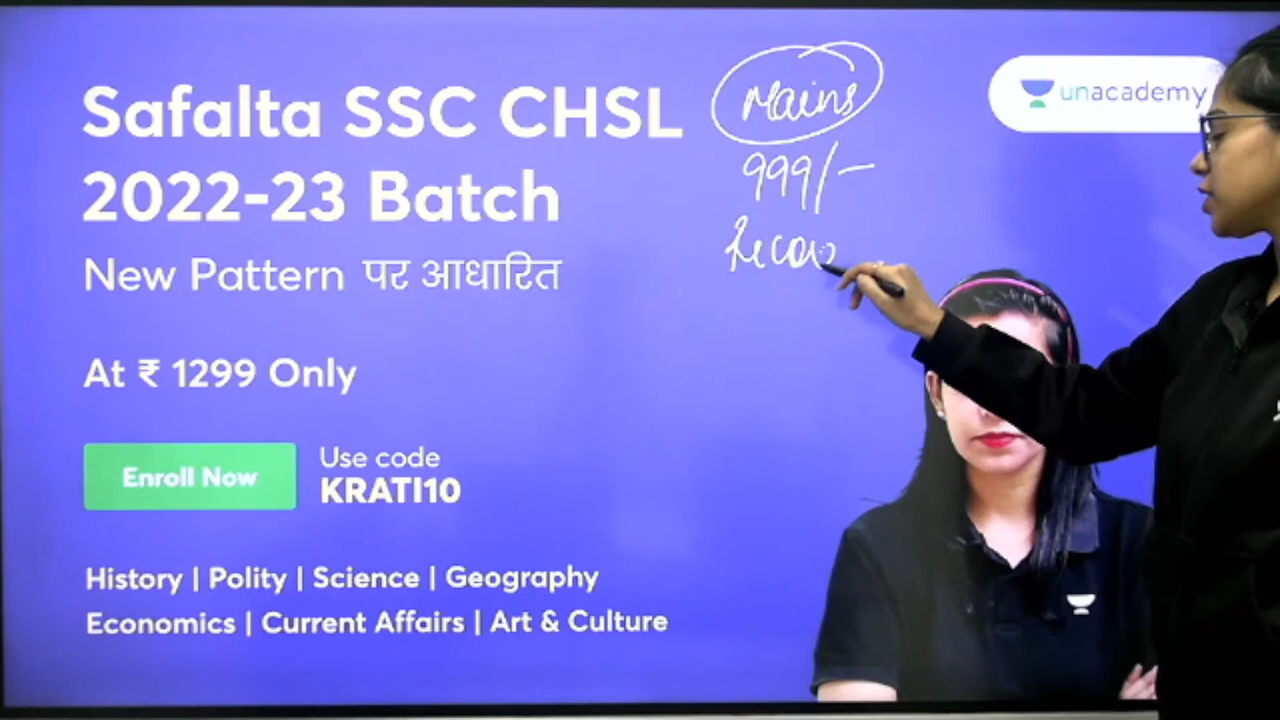 Safalta SSC CHSL
2022-23 Batch
New Pattern पर आधारित
At ₹ 1299 Only
Enroll Now
Use code
KRATI10
History | Polity | Science | Geography
Economics | Current Affairs | Art & Culture
Mains
999/-
unacademy